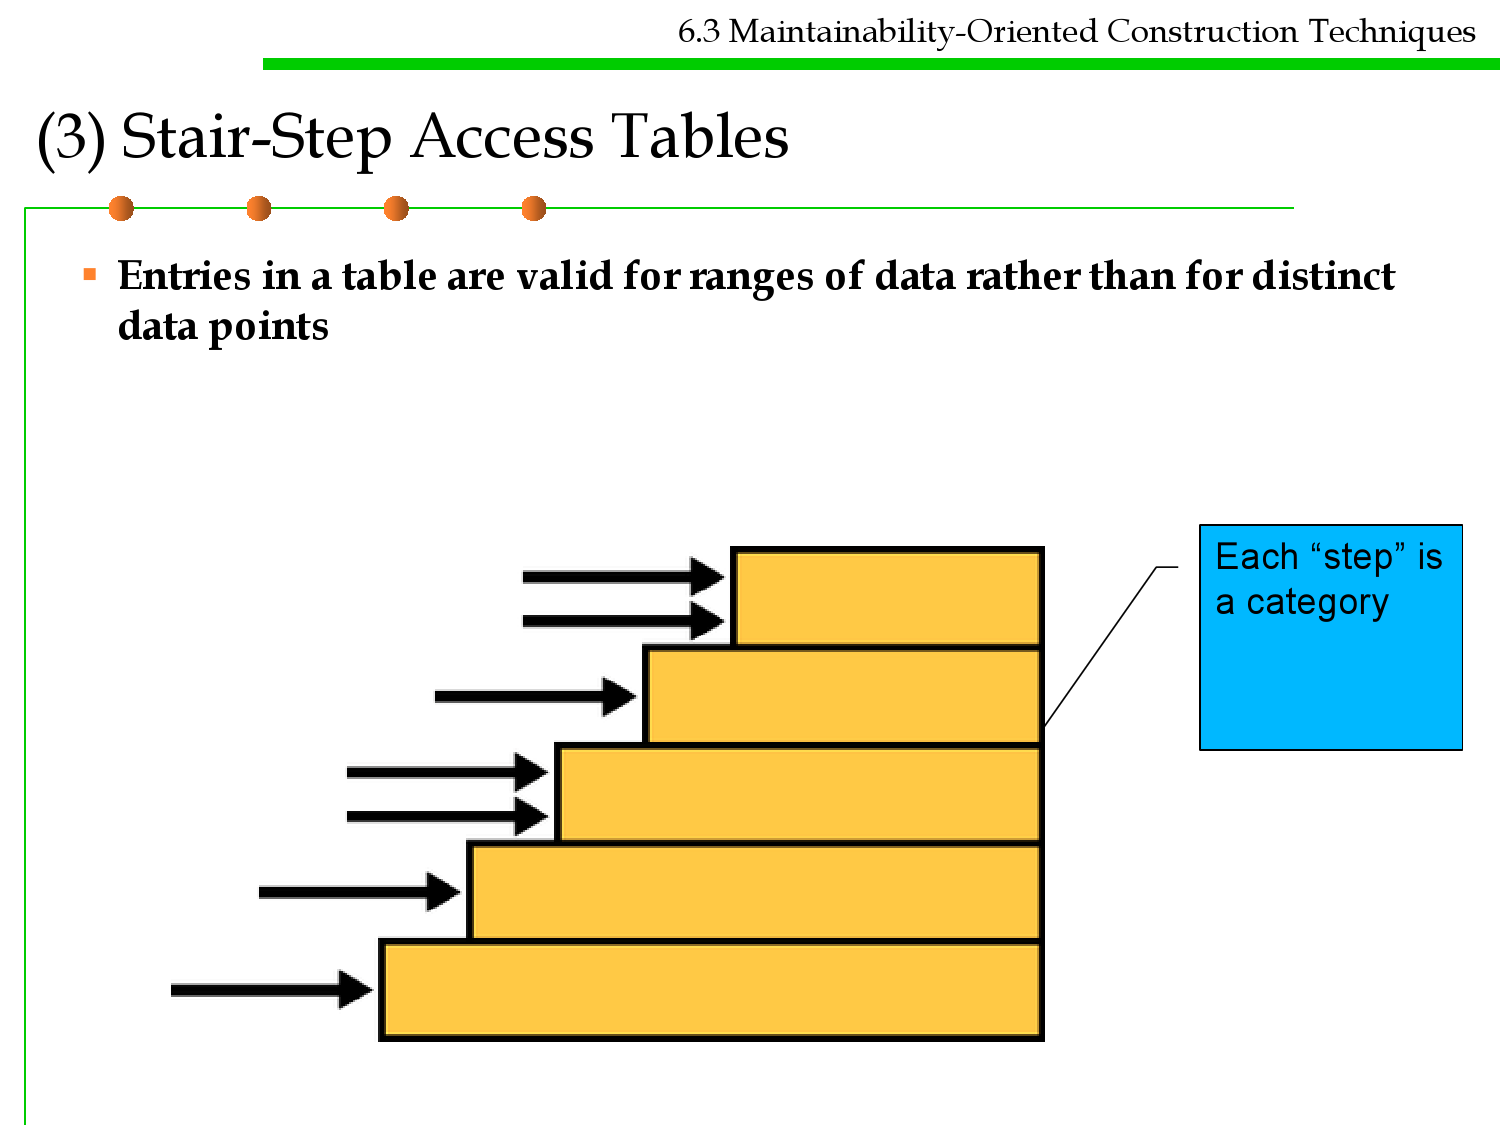 6.3 Maintainability-Oriented Construction Techniques
(3) Stair-Step Access Tables
Entries in a table are valid for ranges of data rather than for distinct
data points
Each “step” is
a category